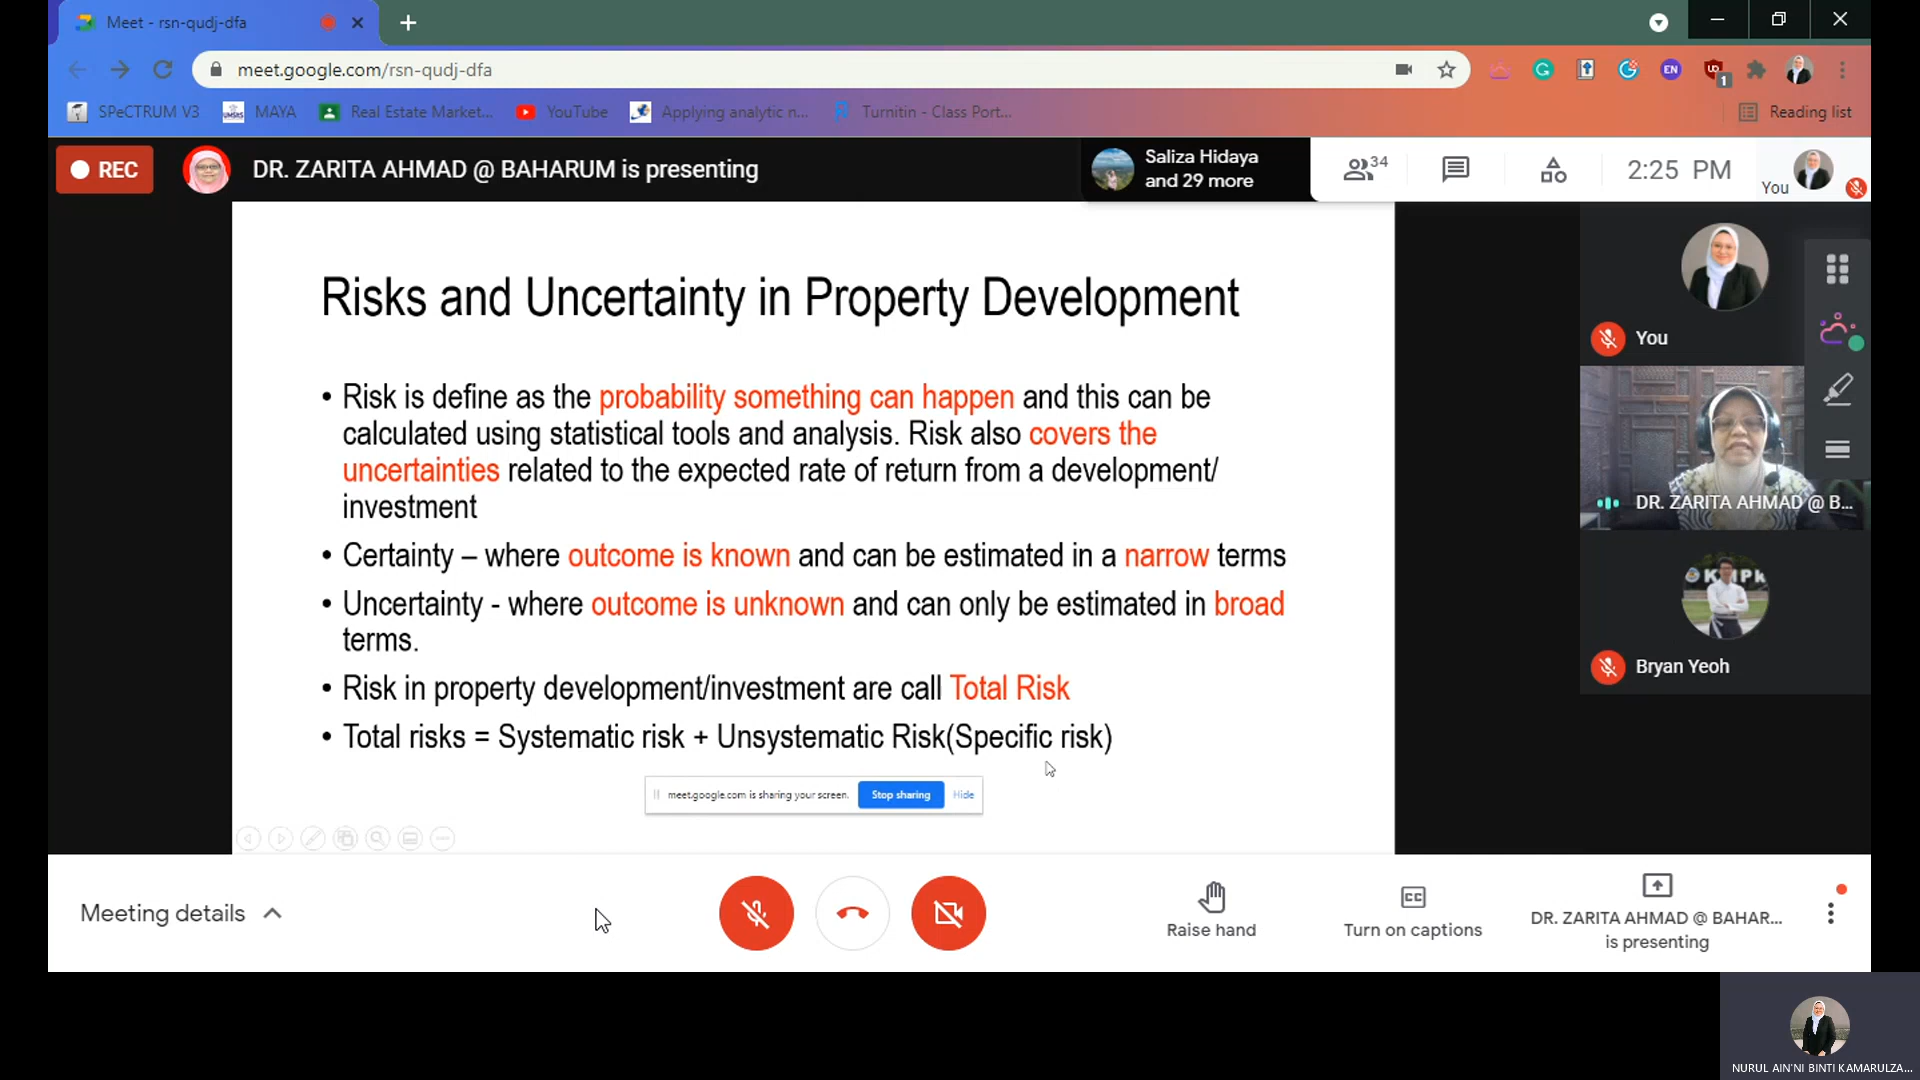 Meet - rsn-qudj-dfa
meet.google.com/rsn-qudj-dfa
EN
1
SPeCTRUM V3
MAYA
Real Estate Market...
YouTube
Applying analytic n...
Turnitin - Class Port...
Reading list
REC
DR. ZARITA AHMAD @ BAHARUM is presenting
Saliza Hidaya
and 29 more
34
2:25 PM
You
Risks and Uncertainty in Property Development
• Risk is define as the probability something can happen and this can be
calculated using statistical tools and analysis. Risk also covers the
uncertainties related to the expected rate of return from a development/
investment
• Certainty – where outcome is known and can be estimated in a narrow terms
• Uncertainty - where outcome is unknown and can only be estimated in broad
terms.
• Risk in property development/investment are call Total Risk
• Total risks = Systematic risk + Unsystematic Risk(Specific risk)
meet.google.com is sharing your screen.
Stop sharing
Hide
You
DR. ZARITA AHMAD @ B...
Bryan Yeoh
Meeting details
Raise hand
CC
Turn on captions
DR. ZARITA AHMAD @ BAHAR...
is presenting
NURUL AIN'NI BINTI KAMARULZA...